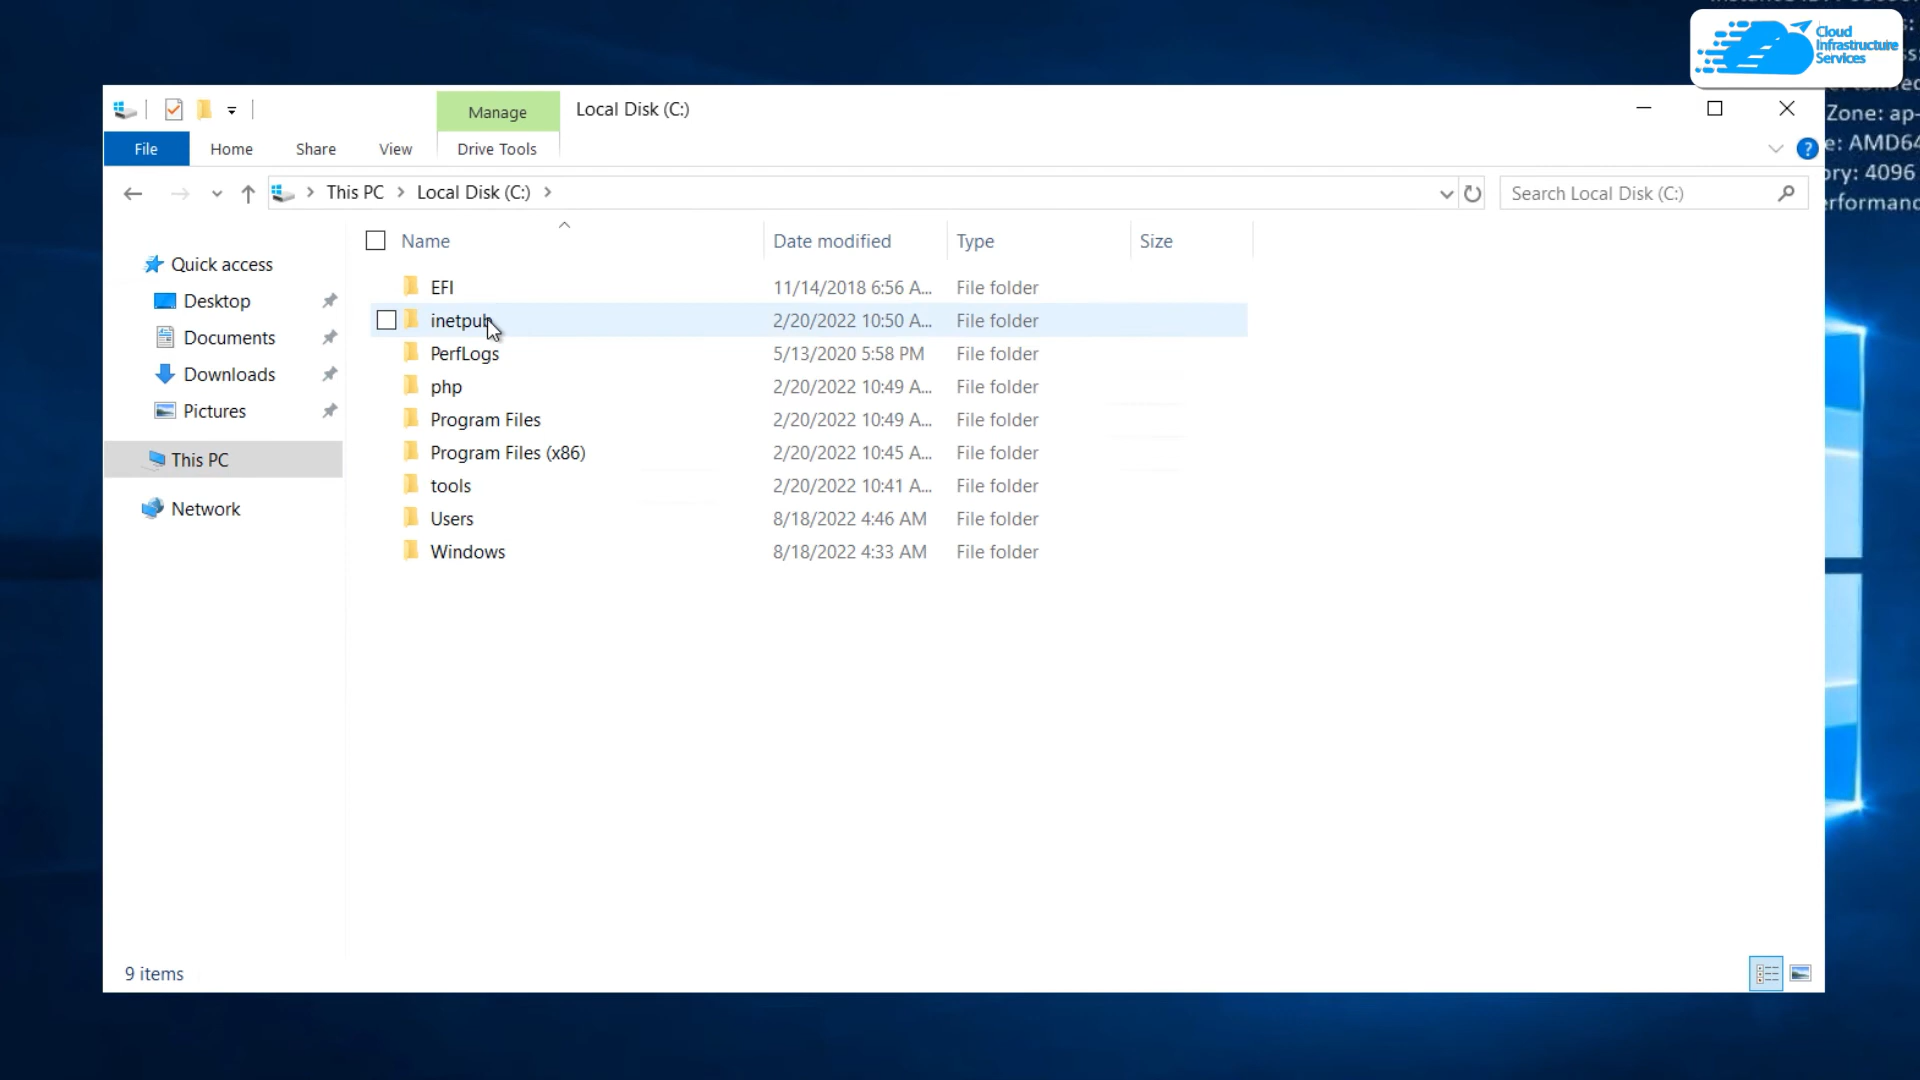 Cloud
Infrastructure
Services
Manage
Local Disk (C:)
File
Home
Share
View
Drive Tools
?
Zone: ap-
e: AMD64
ory: 4096
erformanc
This PC
Local Disk (C:)
Search Local Disk (C:)
Name
Date modified
Type
Size
Quick access
Desktop
Documents
Downloads
Pictures
This PC
Network
EFI 11/14/2018 6:56 A... File folder
inetpub 2/20/2022 10:50 A... File folder
PerfLogs 5/13/2020 5:58 PM File folder
php 2/20/2022 10:49 A... File folder
Program Files 2/20/2022 10:49 A... File folder
Program Files (x86) 2/20/2022 10:45 A... File folder
tools 2/20/2022 10:41 A... File folder
Users 8/18/2022 4:46 AM File folder
Windows 8/18/2022 4:33 AM File folder
9 items